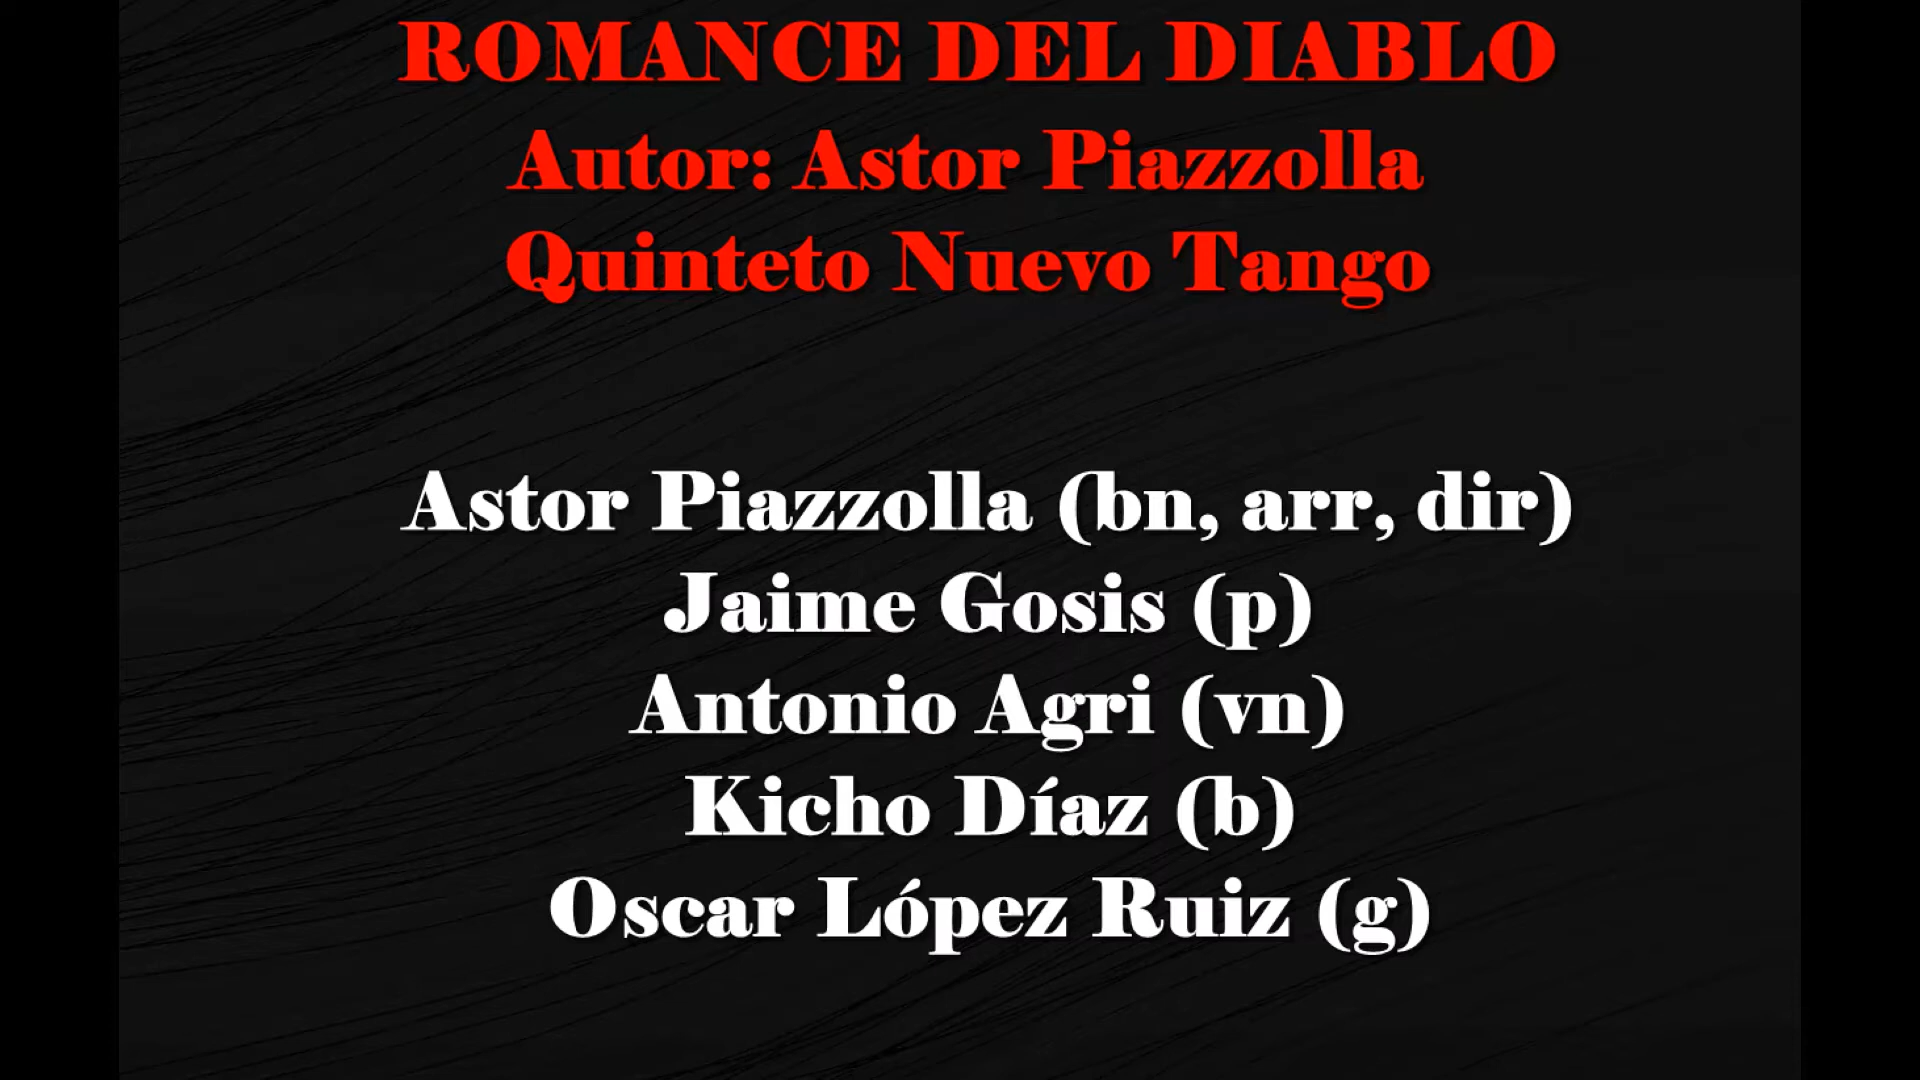 ROMANCE DEL DIABLO
Autor: Astor Piazzolla
Quinteto Nuevo Tango
Astor Piazzolla (bn, arr, dir)
Jaime Gosis (p)
Antonio Agri (vn)
Kicho Díaz (b)
Oscar López Ruiz (g)